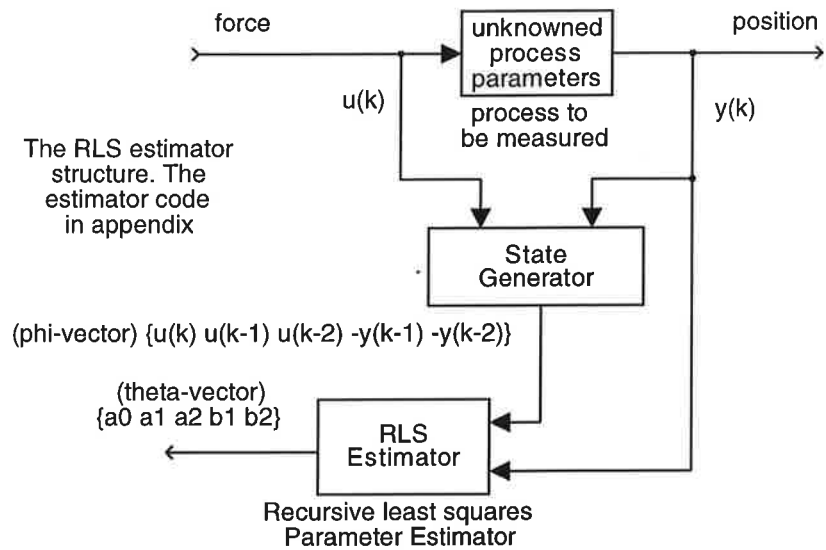 force
unknowned
process
parameters
position
u(k)
process to
be measured
y(k)
The RLS estimator
structure. The
estimator code
in appendix
State
Generator
(phi-vector) {u(k) u(k-1) u(k-2) -y(k-1) -y(k-2)}
(theta-vector)
{a0 a1 a2 b1 b2}
RLS
Estimator
Recursive least squares
Parameter Estimator